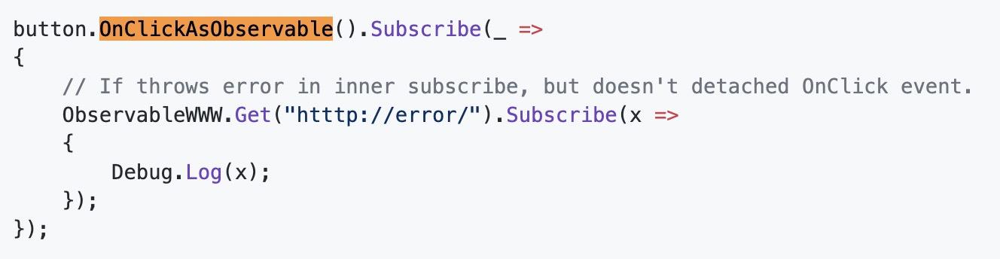 button.OnClickAsObservable().Subscribe(_ =>
{
    // If throws error in inner subscribe, but doesn't detached OnClick event.
    ObservableWWW.Get("htttp://error/").Subscribe(x =>
    {
        Debug.Log(x);
    });
});